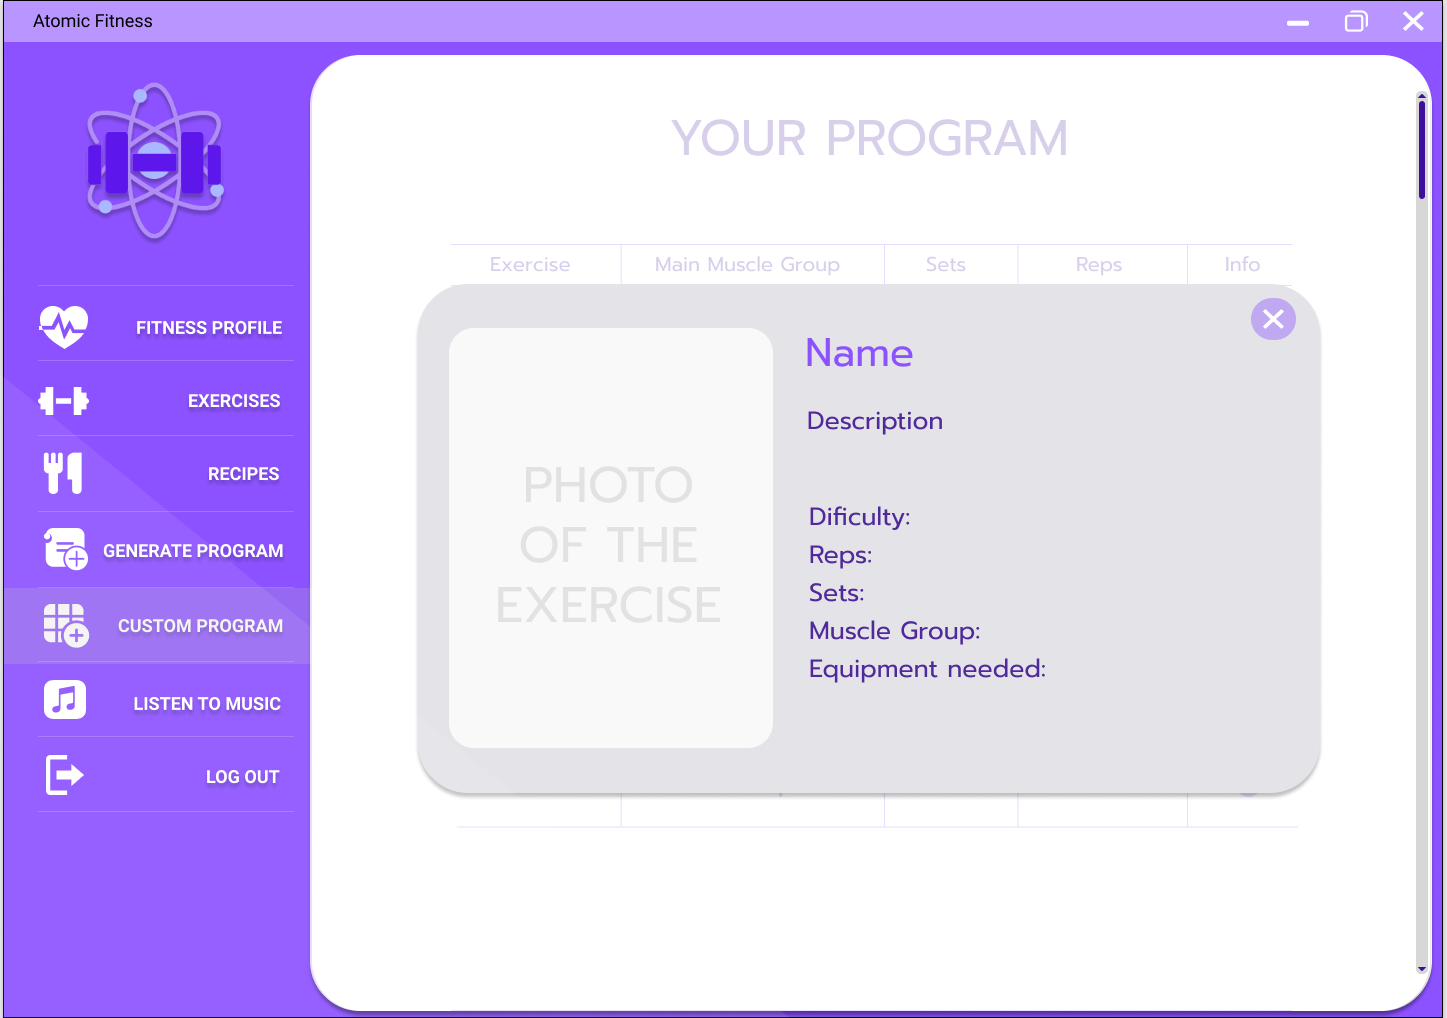 Atomic Fitness
FITNESS PROFILE
EXERCISES
RECIPES
GENERATE PROGRAM
CUSTOM PROGRAM
LISTEN TO MUSIC
LOG OUT
YOUR PROGRAM
Exercise Main Muscle Group Sets Reps Info
PHOTO
OF THE
EXERCISE
Name
Description
Dificulty:
Reps:
Sets:
Muscle Group:
Equipment needed: